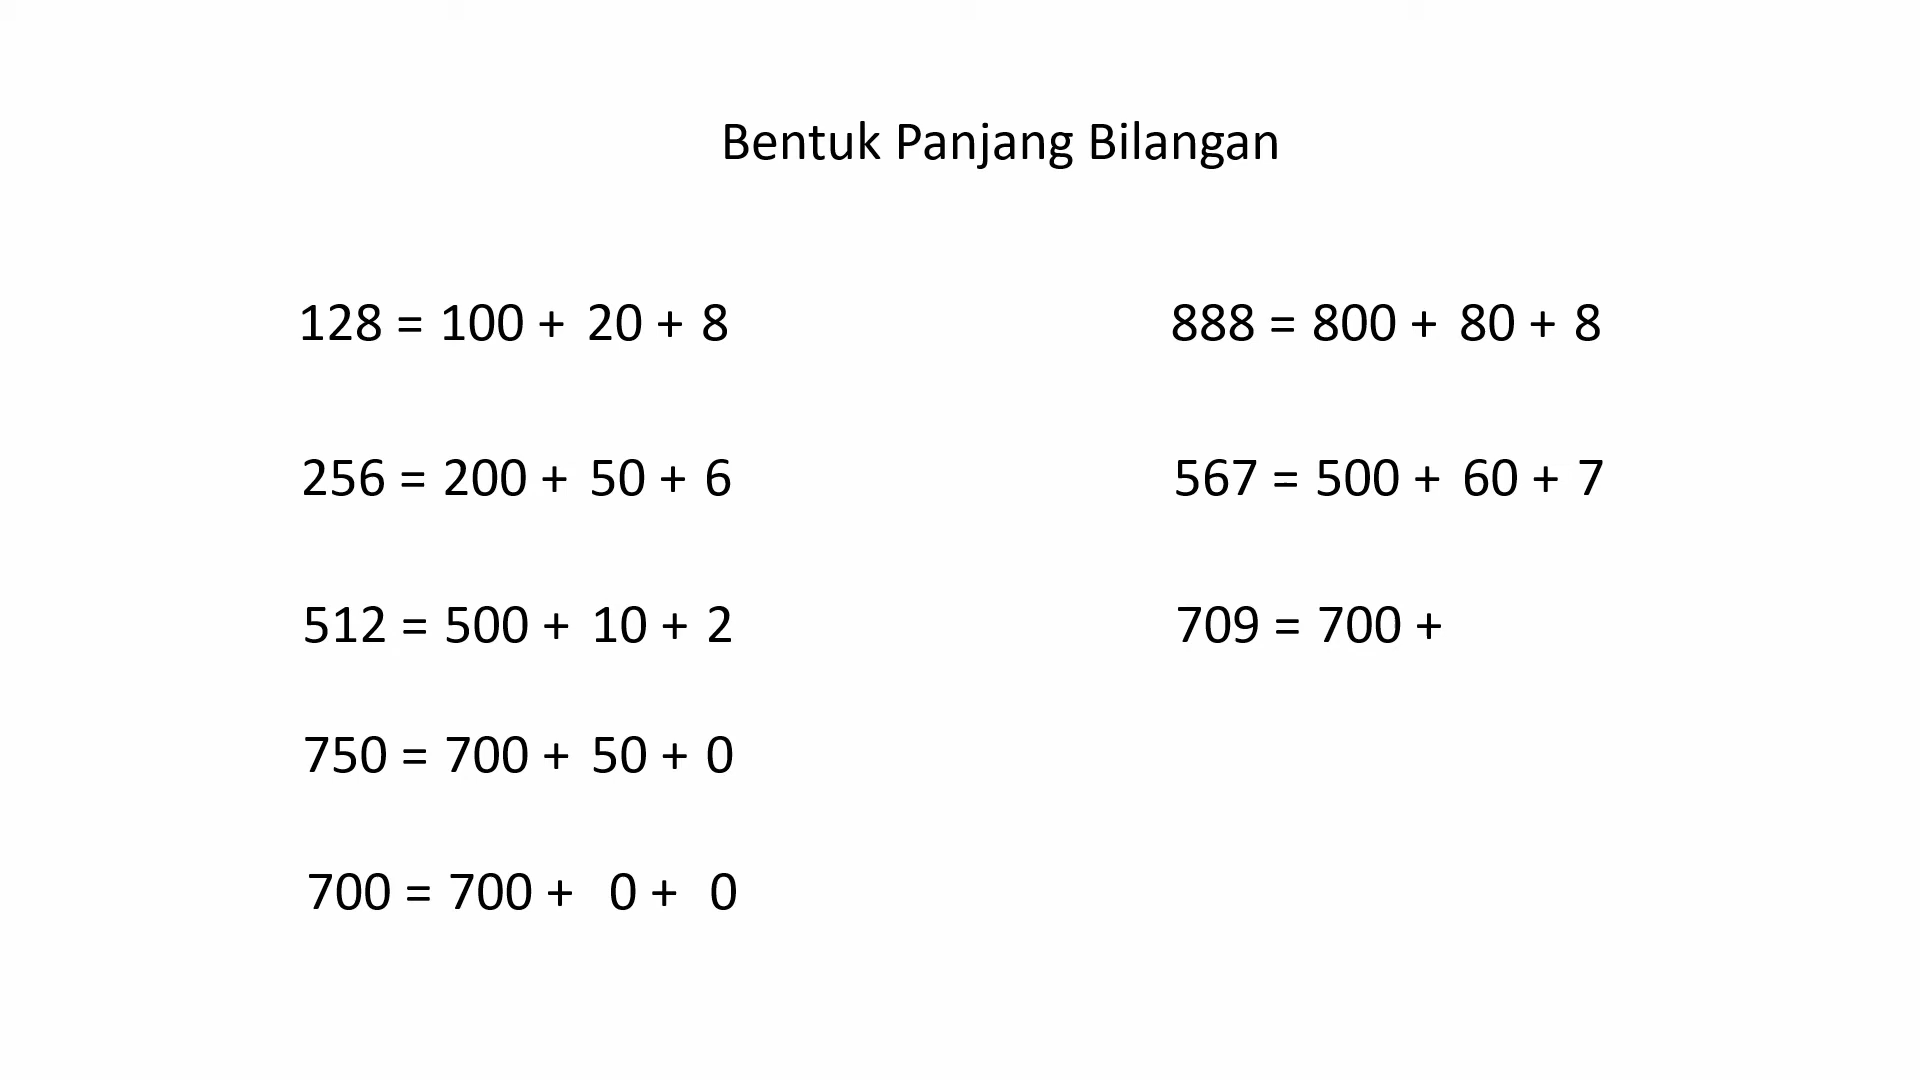 Bentuk Panjang Bilangan
128 = 100 + 20 + 8
256 = 200 + 50 + 6
512 = 500 + 10 + 2
750 = 700 + 50 + 0
700 = 700 + 0 + 0
888 = 800 + 80 + 8
567 = 500 + 60 + 7
709 = 700 +